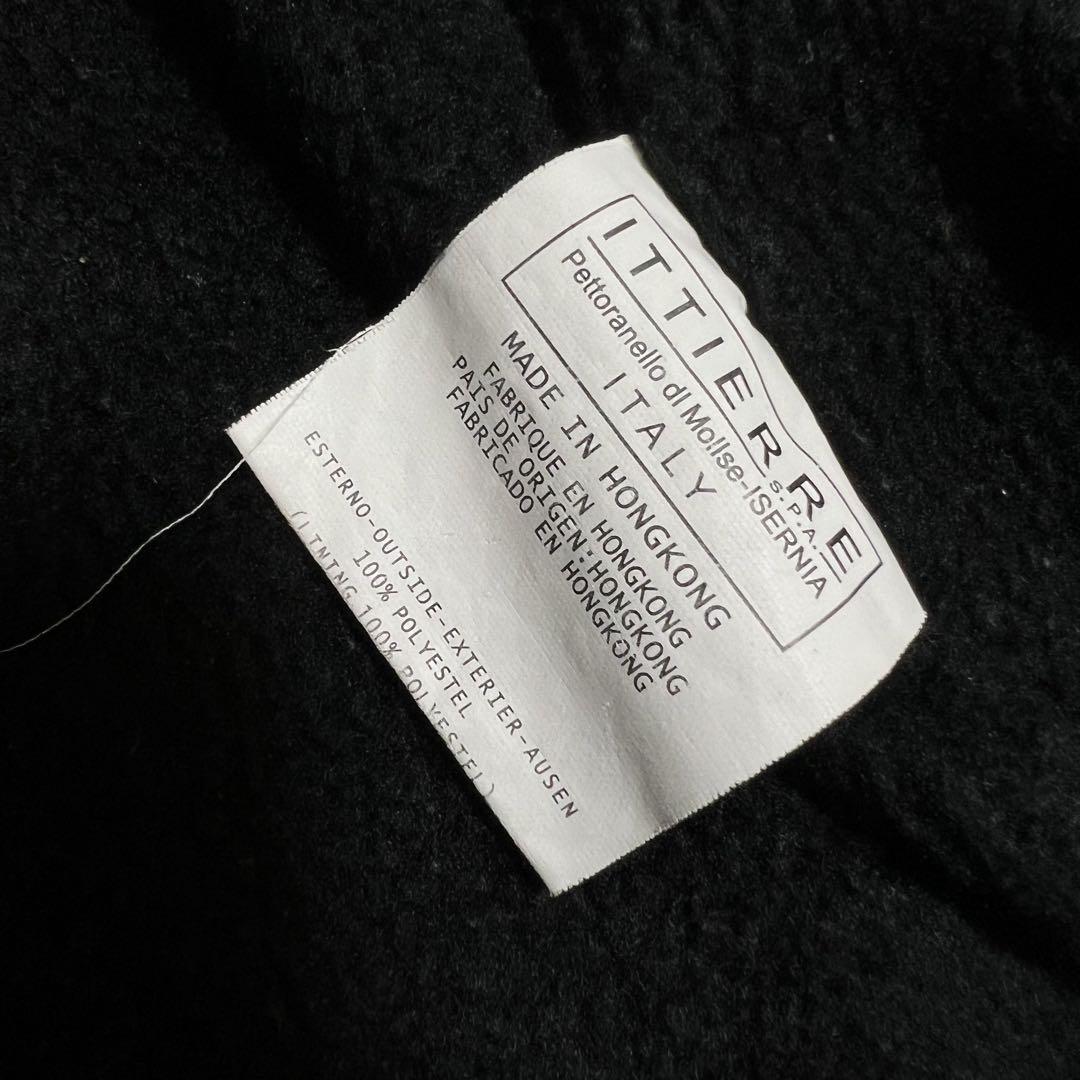 ITTIERRE
S.P.A.
Pettoranello di Molise-ISERNIA
ITALY
MADE IN HONGKONG
FABRIQUE EN HONGKONG
PAIS DE ORIGEN:HONGKONG
FABRICADO EN HONGKONG
ESTERNO-OUTSIDE-EXTERIER-AUSEN
100% POLYESTEL
(LINING 100% POLYESTEL)